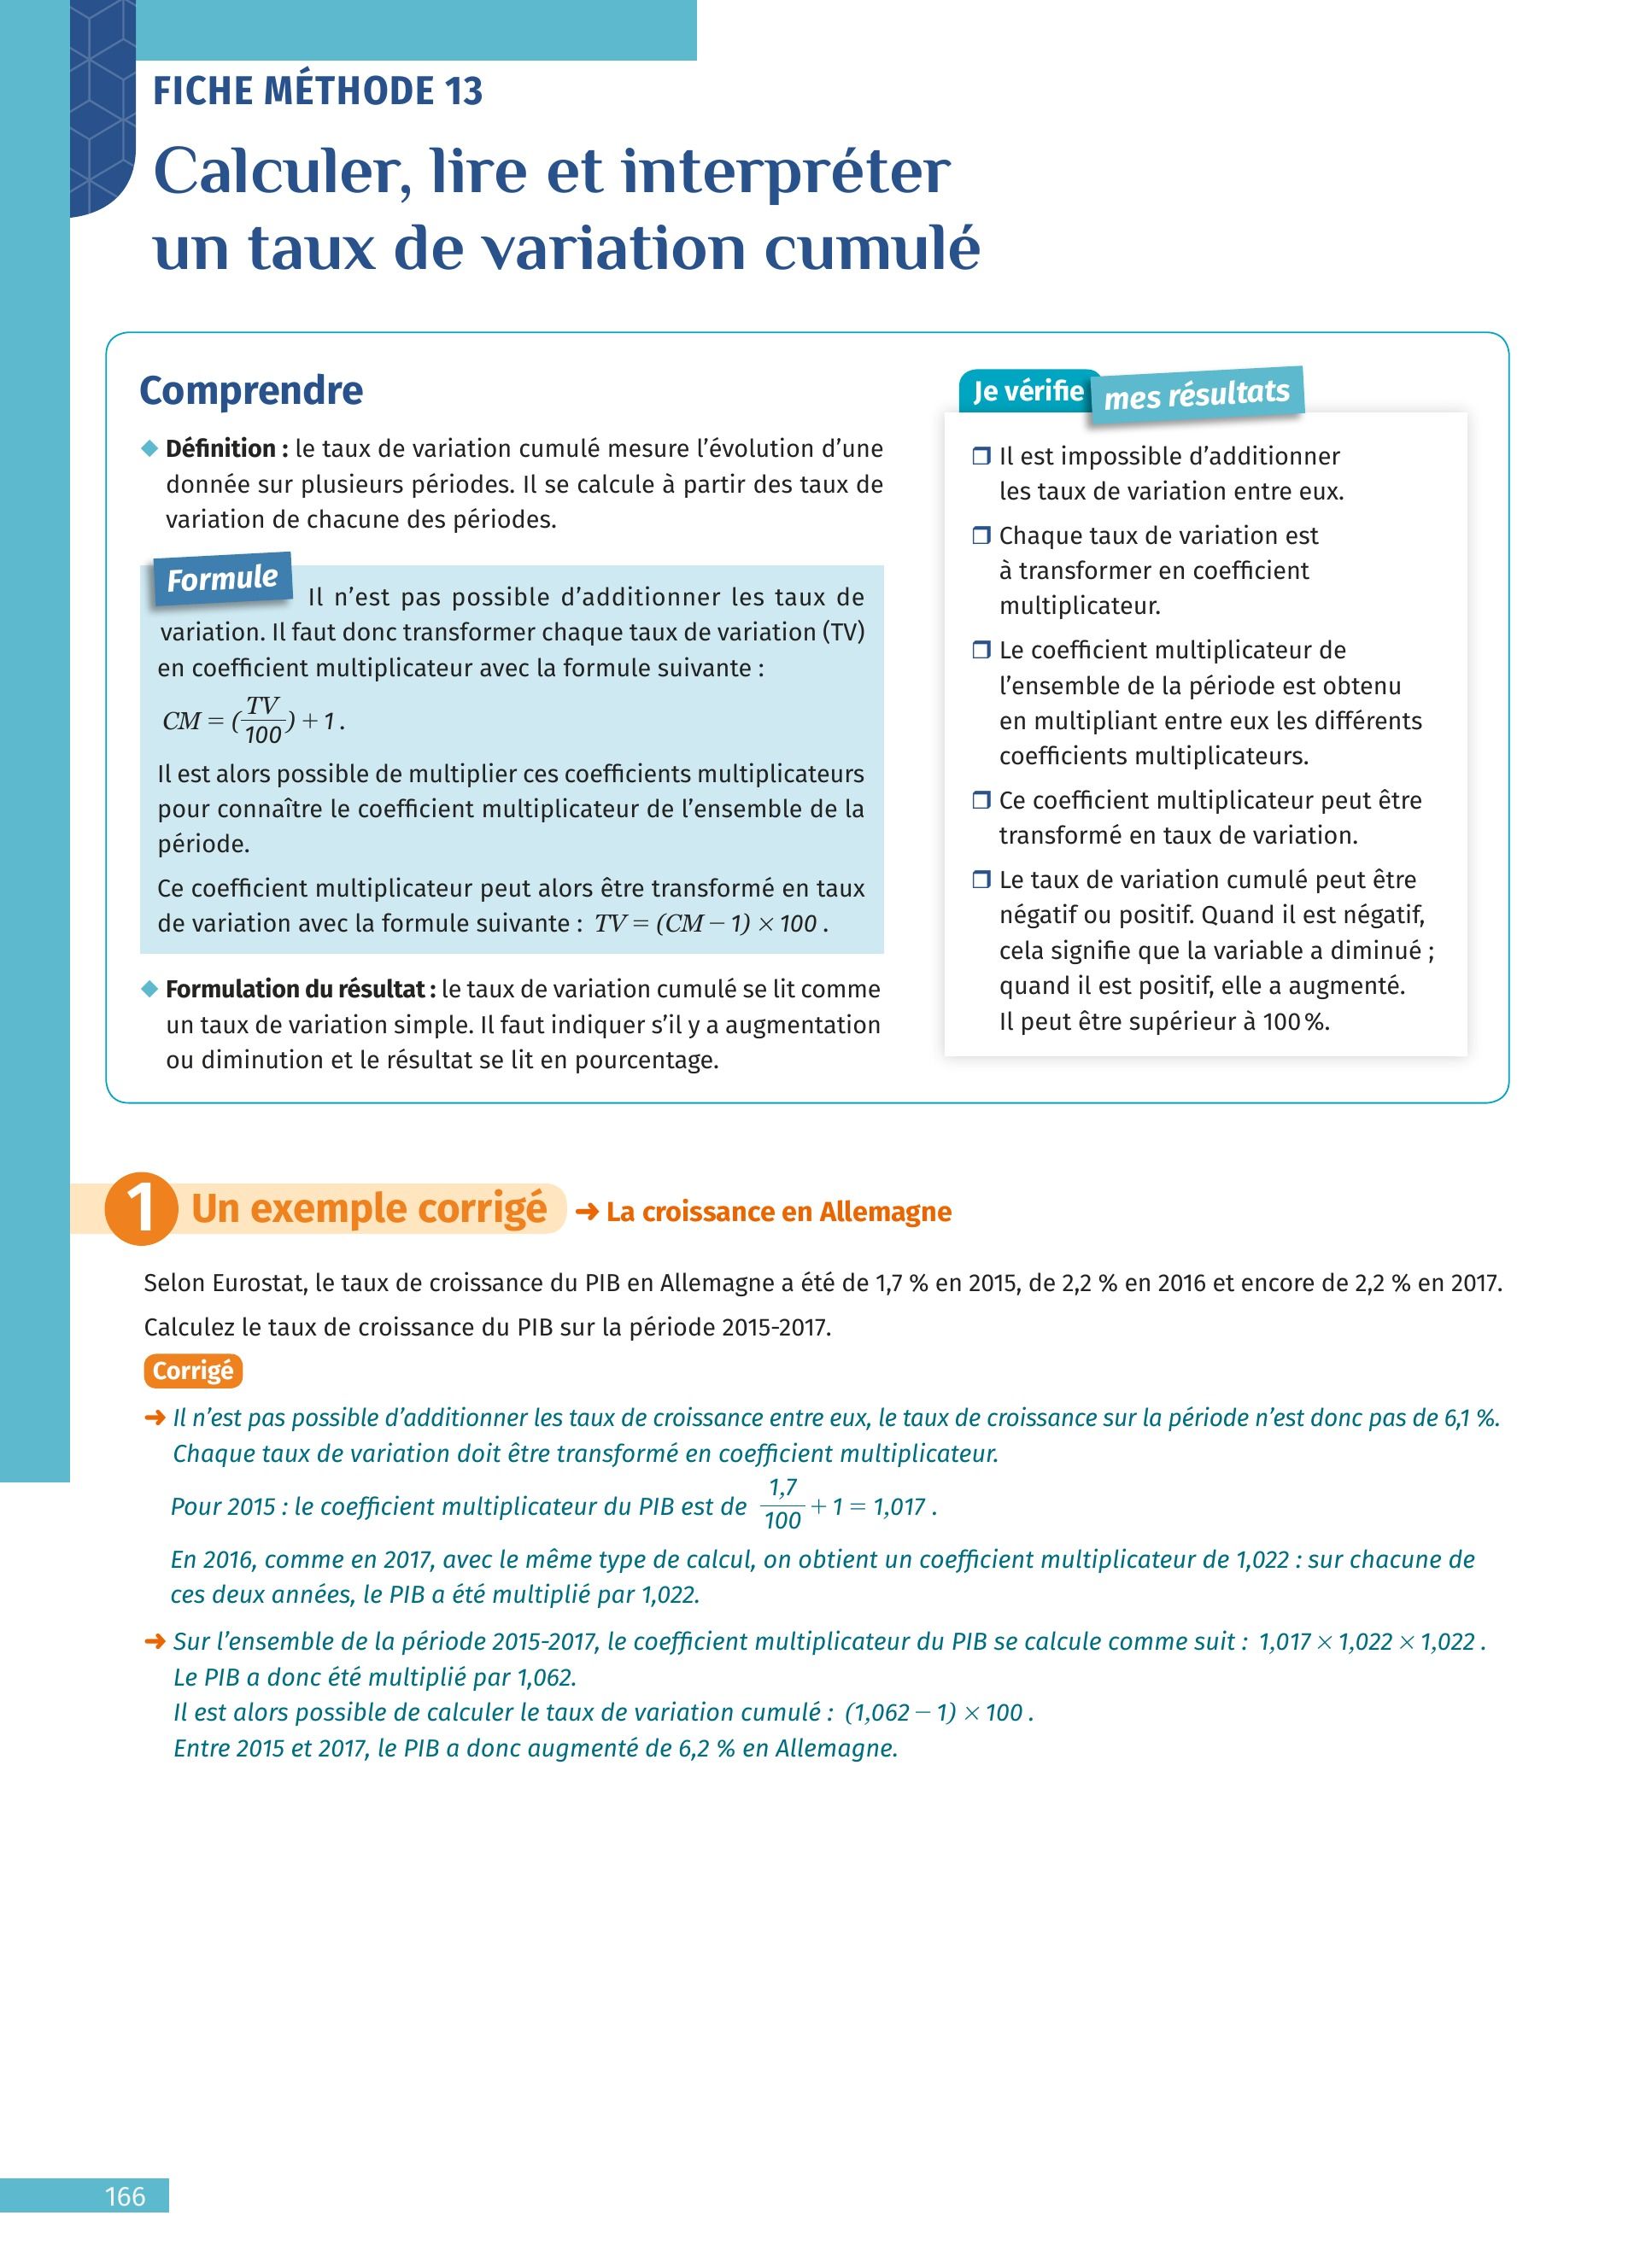 FICHE MÉTHODE 13
Calculer, lire et interpréter
un taux de variation cumulé
Comprendre
◆ Définition : le taux de variation cumulé mesure l’évolution d’une
donnée sur plusieurs périodes. Il se calcule à partir des taux de
variation de chacune des périodes.
Formule Il n’est pas possible d’additionner les taux de
variation. Il faut donc transformer chaque taux de variation (TV)
en coefficient multiplicateur avec la formule suivante :
CM = (TV/100) + 1.
Il est alors possible de multiplier ces coefficients multiplicateurs
pour connaître le coefficient multiplicateur de l’ensemble de la
période.
Ce coefficient multiplicateur peut alors être transformé en taux
de variation avec la formule suivante : TV = (CM − 1) × 100 .
◆ Formulation du résultat : le taux de variation cumulé se lit comme
un taux de variation simple. Il faut indiquer s’il y a augmentation
ou diminution et le résultat se lit en pourcentage.
Je vérifie mes résultats
❒ Il est impossible d’additionner
les taux de variation entre eux.
❒ Chaque taux de variation est
à transformer en coefficient
multiplicateur.
❒ Le coefficient multiplicateur de
l’ensemble de la période est obtenu
en multipliant entre eux les différents
coefficients multiplicateurs.
❒ Ce coefficient multiplicateur peut être
transformé en taux de variation.
❒ Le taux de variation cumulé peut être
négatif ou positif. Quand il est négatif,
cela signifie que la variable a diminué ;
quand il est positif, elle a augmenté.
Il peut être supérieur à 100 %.
1 Un exemple corrigé ➜ La croissance en Allemagne
Selon Eurostat, le taux de croissance du PIB en Allemagne a été de 1,7 % en 2015, de 2,2 % en 2016 et encore de 2,2 % en 2017.
Calculez le taux de croissance du PIB sur la période 2015-2017.
Corrigé
➜ Il n’est pas possible d’additionner les taux de croissance entre eux, le taux de croissance sur la période n’est donc pas de 6,1 %.
Chaque taux de variation doit être transformé en coefficient multiplicateur.
Pour 2015 : le coefficient multiplicateur du PIB est de 1,7/100 + 1 = 1,017 .
En 2016, comme en 2017, avec le même type de calcul, on obtient un coefficient multiplicateur de 1,022 : sur chacune de
ces deux années, le PIB a été multiplié par 1,022.
➜ Sur l’ensemble de la période 2015-2017, le coefficient multiplicateur du PIB se calcule comme suit : 1,017 × 1,022 × 1,022 .
Le PIB a donc été multiplié par 1,062.
Il est alors possible de calculer le taux de variation cumulé : (1,062 − 1) × 100 .
Entre 2015 et 2017, le PIB a donc augmenté de 6,2 % en Allemagne.
166